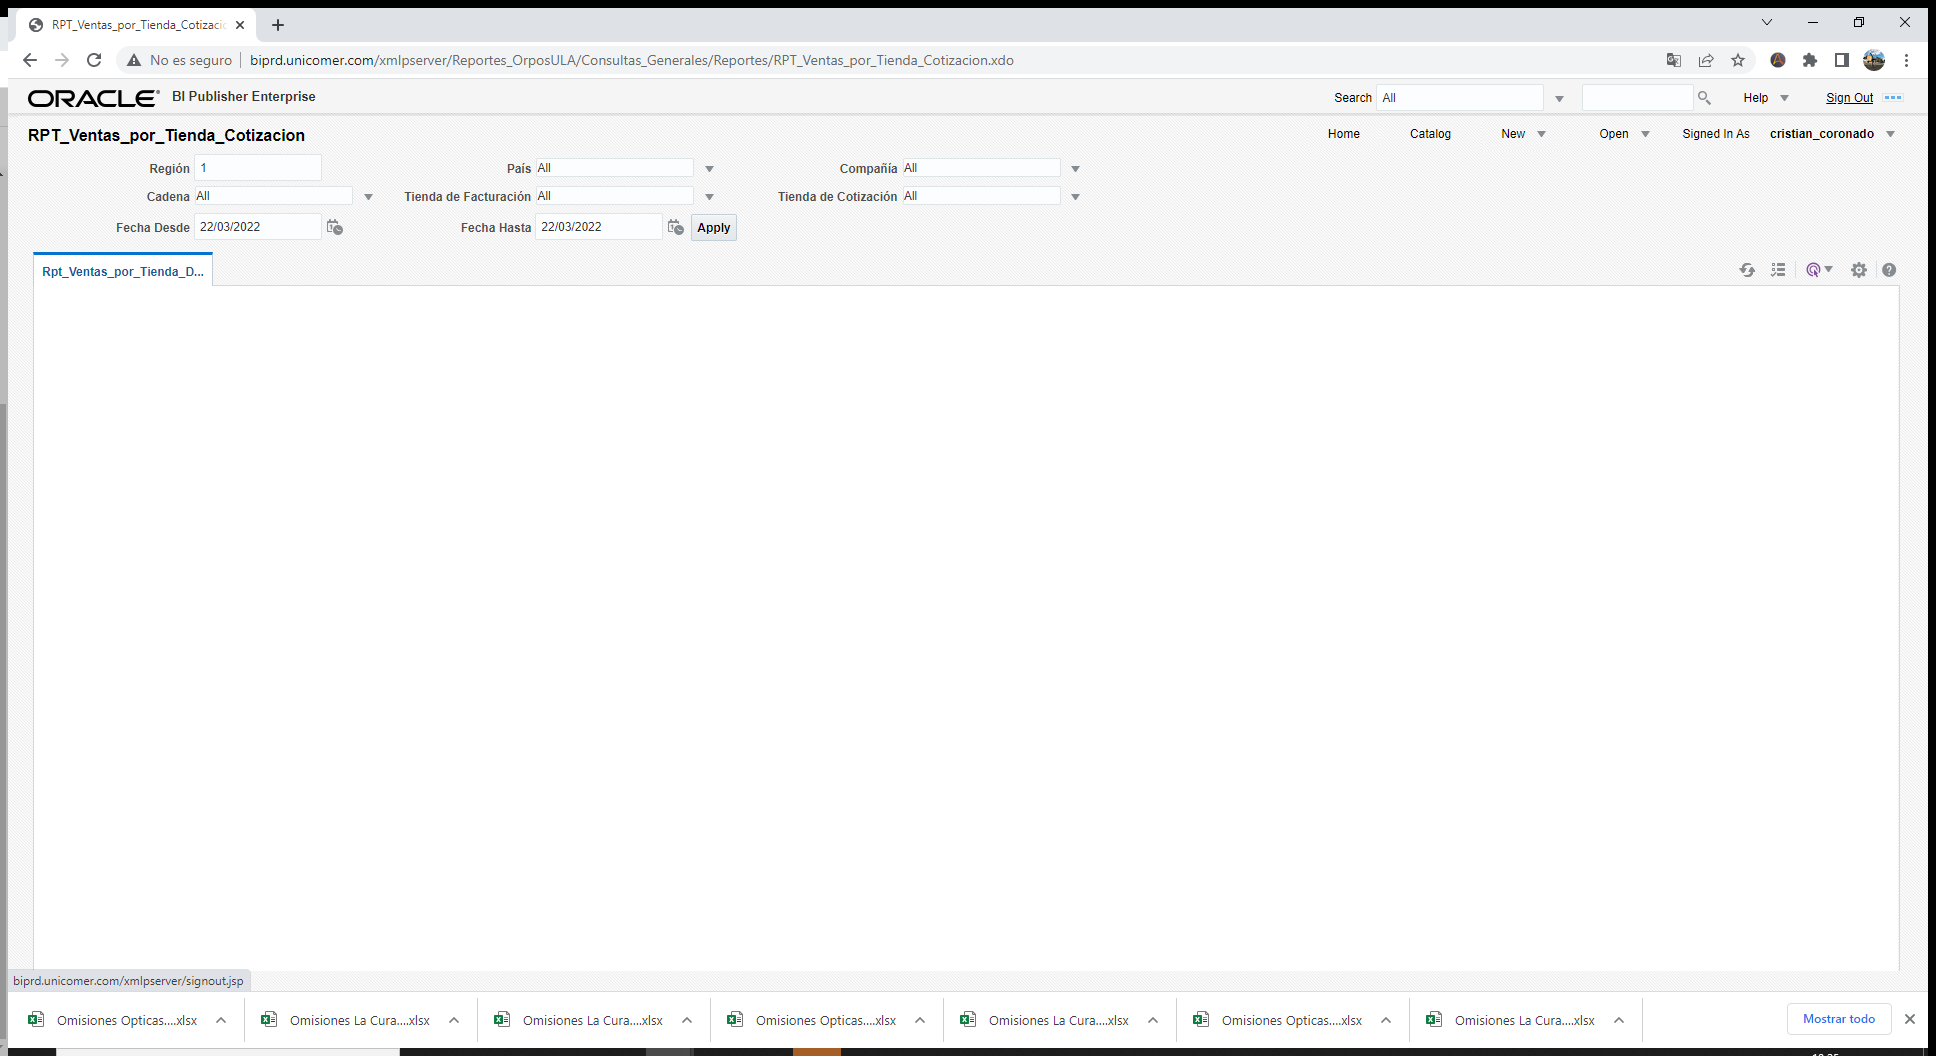 RPT_Ventas_por_Tienda_Cotizaci
No es seguro biprd.unicomer.com/xmlpserver/Reportes_OrposULA/Consultas_Generales/Reportes/RPT_Ventas_por_Tienda_Cotizacion.xdo
ORACLE BI Publisher Enterprise Search All Help Sign Out
RPT_Ventas_por_Tienda_Cotizacion Home Catalog New Open Signed In As cristian_coronado
Región 1 País All Compañía All
Cadena All Tienda de Facturación All Tienda de Cotización All
Fecha Desde 22/03/2022 Fecha Hasta 22/03/2022 Apply
Rpt_Ventas_por_Tienda_D...
biprd.unicomer.com/xmlpserver/signout.jsp
Omisiones Opticas....xlsx Omisiones La Cura....xlsx Omisiones La Cura....xlsx Omisiones Opticas....xlsx Omisiones La Cura....xlsx Omisiones Opticas....xlsx Omisiones La Cura....xlsx Mostrar todo